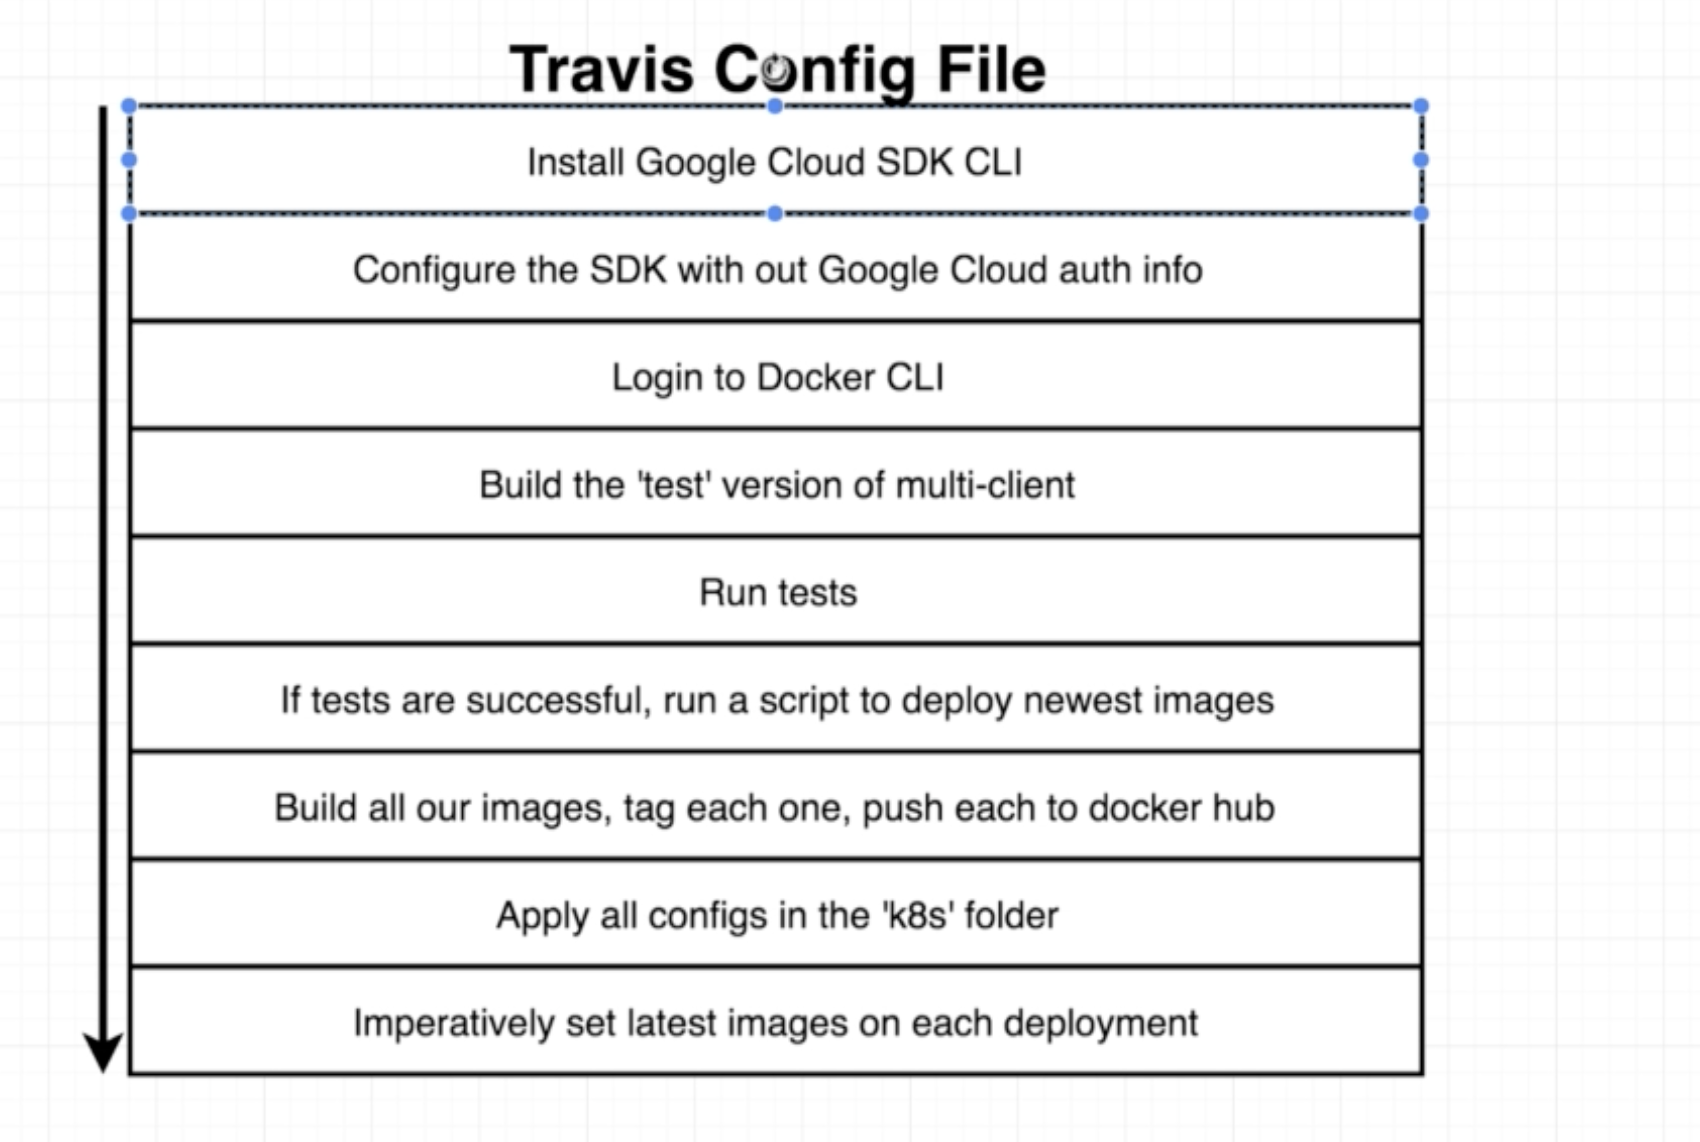 Travis Config File
Install Google Cloud SDK CLI
Configure the SDK with out Google Cloud auth info
Login to Docker CLI
Build the 'test' version of multi-client
Run tests
If tests are successful, run a script to deploy newest images
Build all our images, tag each one, push each to docker hub
Apply all configs in the 'k8s' folder
Imperatively set latest images on each deployment